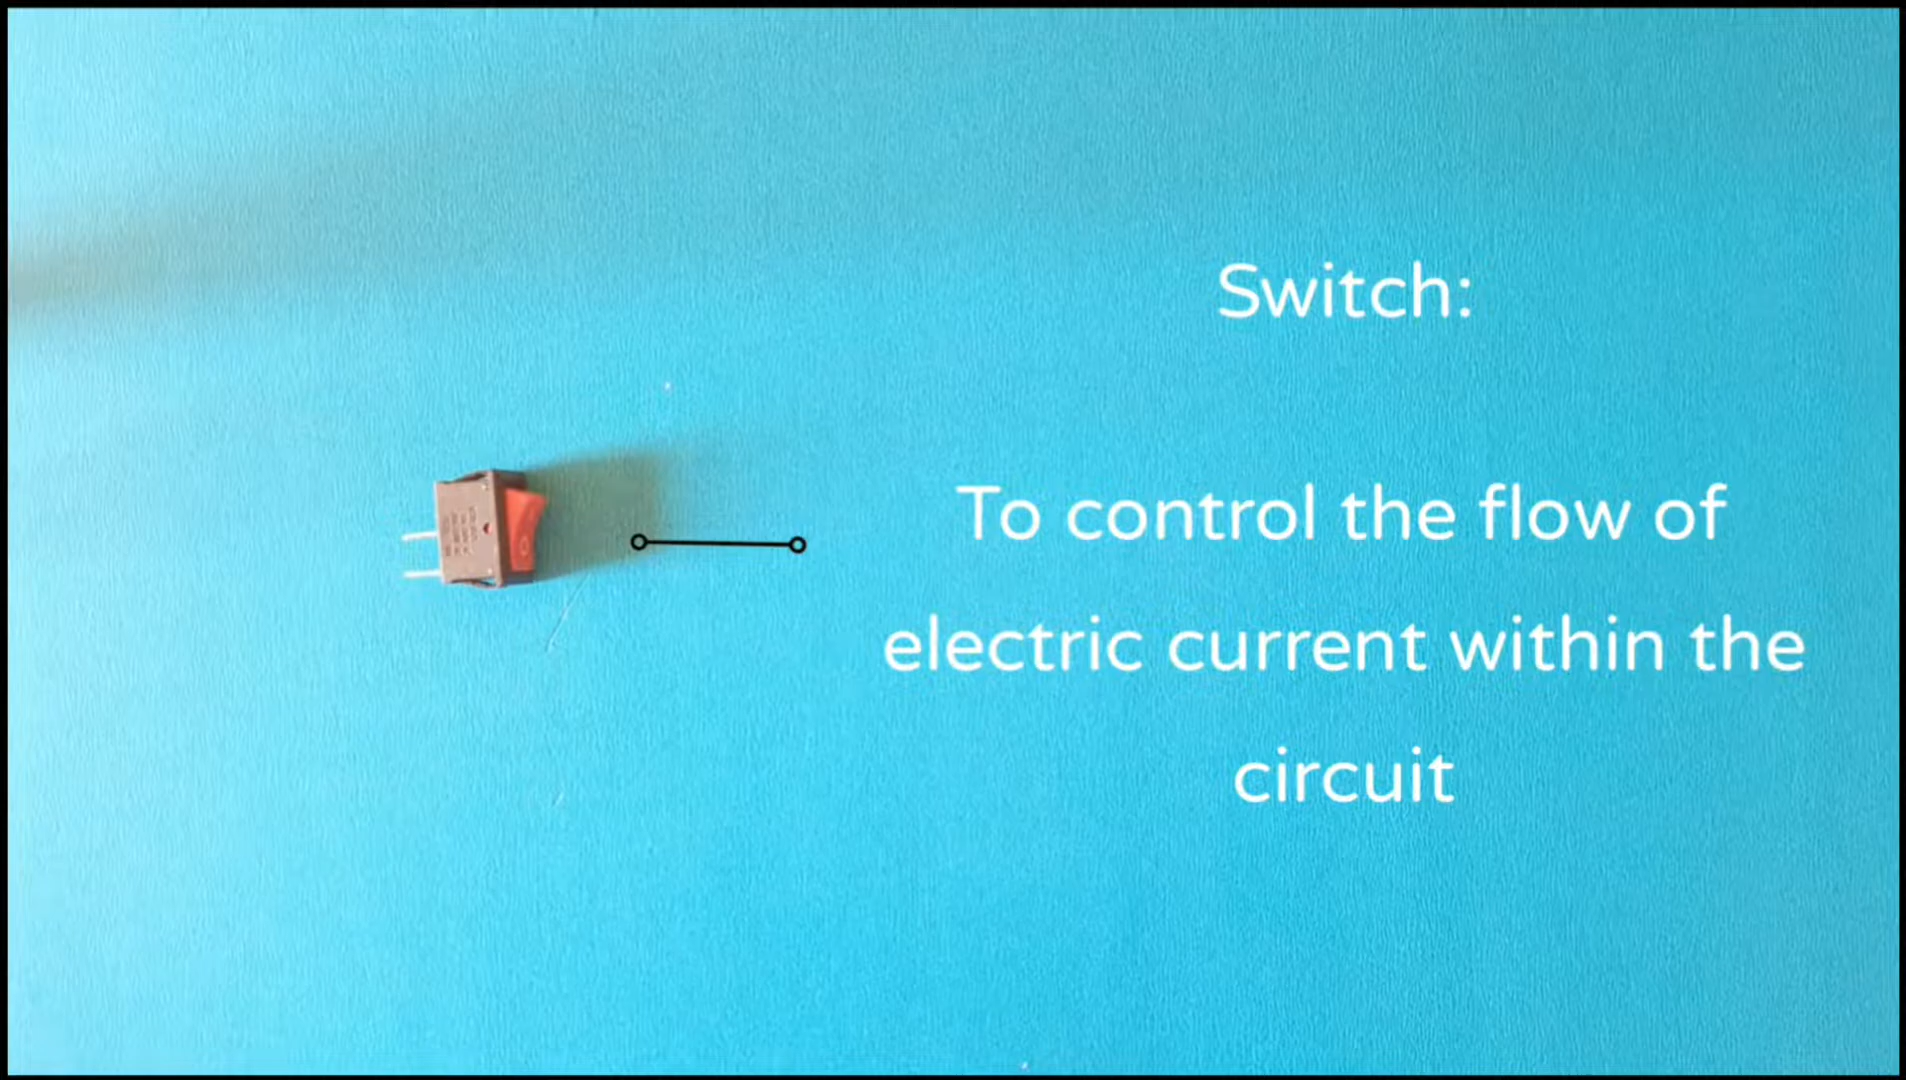 Switch:
To control the flow of
electric current within the
circuit